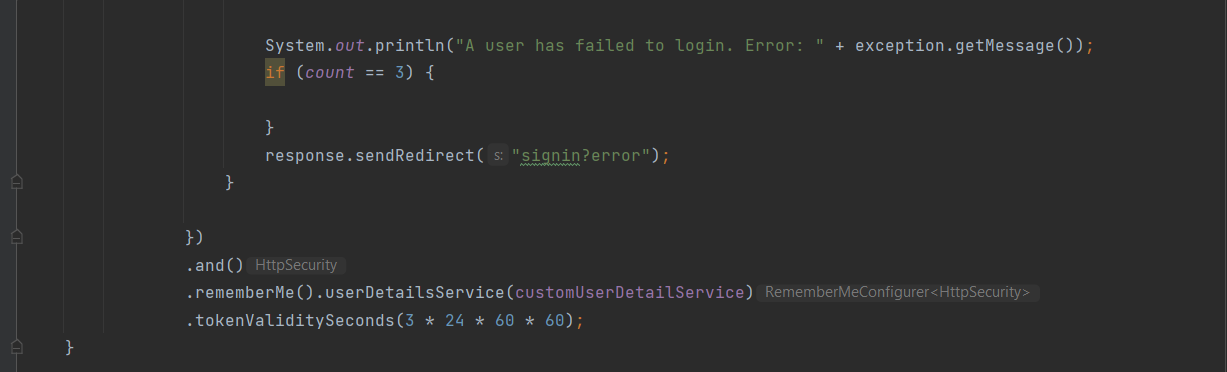 System.out.println("A user has failed to login. Error: " + exception.getMessage());
if (count == 3) {
}
response.sendRedirect( s: "signin?error");
}
})
.and() HttpSecurity
.rememberMe().userDetailsService(customUserDetailService) RememberMeConfigurer<HttpSecurity>
.tokenValiditySeconds(3 * 24 * 60 * 60);
}